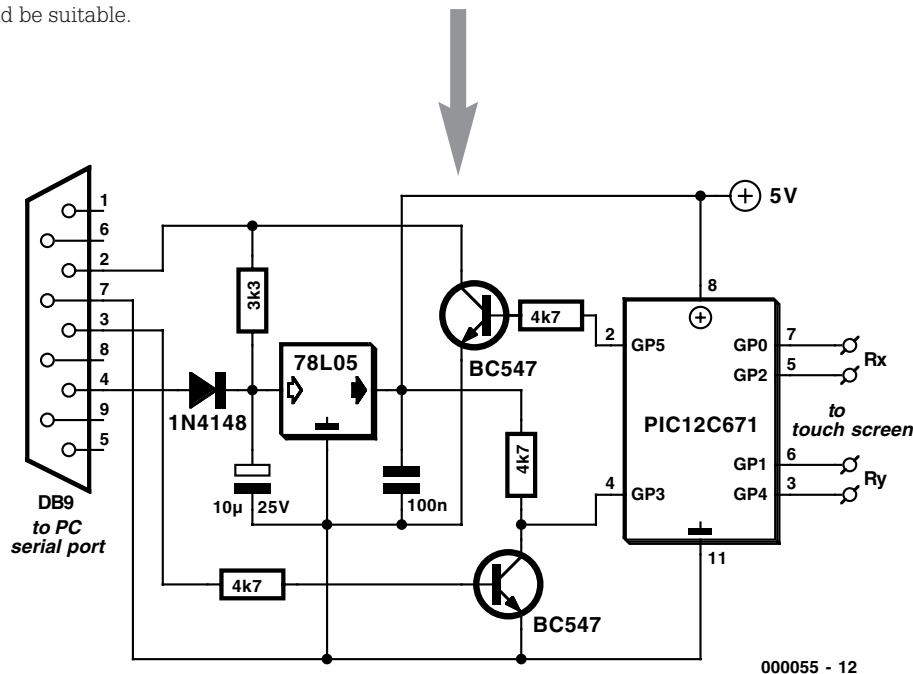 d be suitable.
1
6
2
7
3
8
4
9
5
DB9
to PC
serial port
1N4148
3k3
10µ 25V
78L05
100n
4k7
BC547
4k7
4k7
BC547
5V
8
2 GP5
4 GP3
PIC12C671
GP0 7
GP2 5
GP1 6
GP4 3
11
Rx
to
touch screen
Ry
000055 - 12